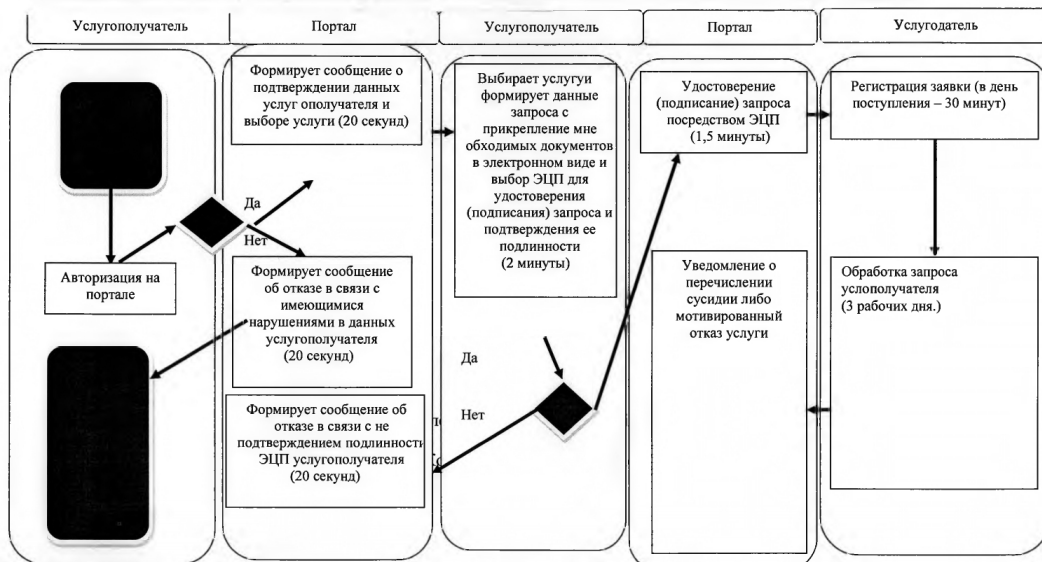 Услугополучатель
Портал
Услугополучатель
Портал
Услугодатель
Авторизация на
портале
Формирует сообщение о
подтверждении данных
услуг ополучателя и
выборе услуги (20 секунд)
Да
Нет
Формирует сообщение
об отказе в связи с
имеющимися
нарушениями в данных
услугополучателя
(20 секунд)
Формирует сообщение об
отказе в связи с не
подтверждением подлинности
ЭЦП услугополучателя
(20 секунд)
Выбирает услугуи
формирует данные
запроса с
прикрепление мне
обходимых документов
в электронном виде и
выбор ЭЦП для
удостоверения
(подписания) запроса и
подтверждения ее
подлинности
(2 минуты)
Да
Нет
Удостоверение
(подписание) запроса
посредством ЭЦП
(1,5 минуты)
Уведомление о
перечислении
сусидии либо
мотивированный
отказ услуги
Регистрация заявки (в день
поступления – 30 минут)
Обработка запроса
услополучателя
(3 рабочих дня.)